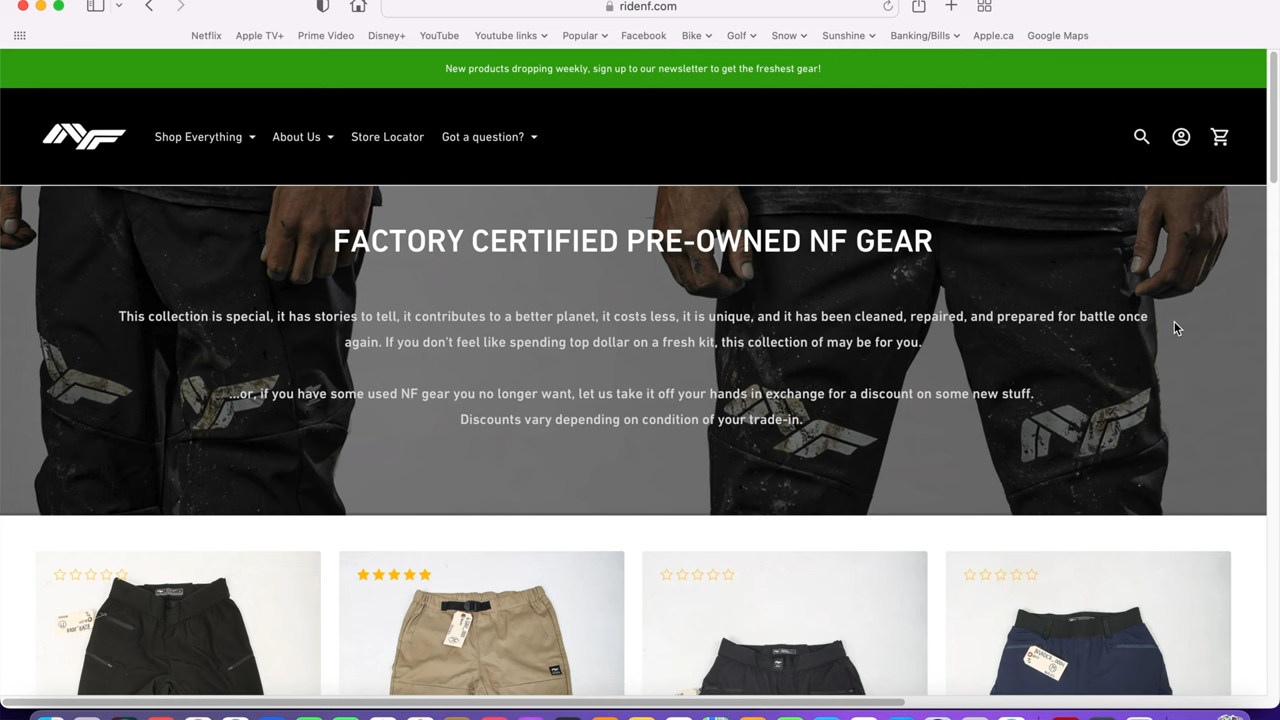 ridenf.com
Netflix Apple TV+ Prime Video Disney+ YouTube Youtube links Popular Facebook Bike Golf Snow Sunshine Banking/Bills Apple.ca Google Maps
New products dropping weekly, sign up to our newsletter to get the freshest gear!
NF Shop Everything About Us Store Locator Got a question?
FACTORY CERTIFIED PRE-OWNED NF GEAR
This collection is special, it has stories to tell, it contributes to a better planet, it costs less, it is unique, and it has been cleaned, repaired, and prepared for battle once
again. If you don't feel like spending top dollar on a fresh kit, this collection of may be for you.
...or, if you have some used NF gear you no longer want, let us take it off your hands in exchange for a discount on some new stuff.
Discounts vary depending on condition of your trade-in.